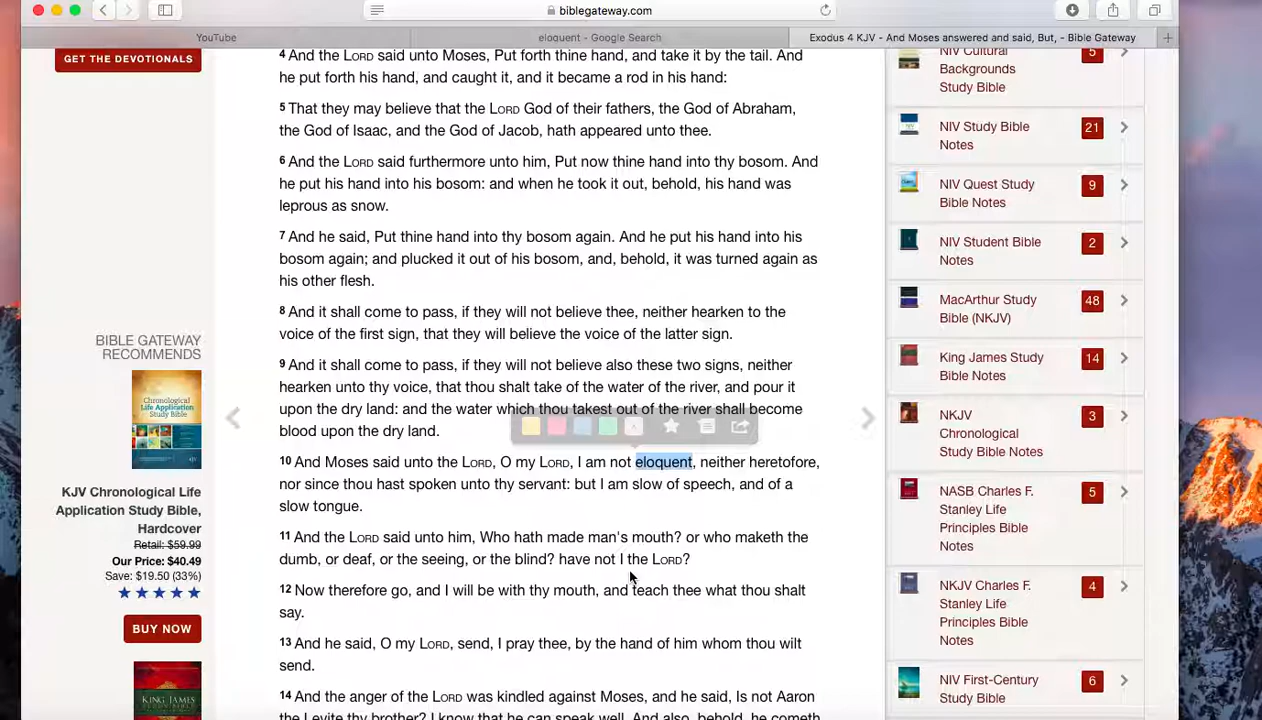 biblegateway.com
YouTube
eloquent - Google Search
Exodus 4 KJV - And Moses answered and said, But, - Bible Gateway
GET THE DEVOTIONALS
BIBLE GATEWAY
RECOMMENDS
Chronological
Life Application
Study Bible
KJV Chronological Life
Application Study Bible,
Hardcover
Retail: $59.99
Our Price: $40.49
Save: $19.50 (33%)
BUY NOW
KING JAMES
4 And the LORD said unto Moses, Put forth thine hand, and take it by the tail. And
he put forth his hand, and caught it, and it became a rod in his hand:
5 That they may believe that the LORD God of their fathers, the God of Abraham,
the God of Isaac, and the God of Jacob, hath appeared unto thee.
6 And the LORD said furthermore unto him, Put now thine hand into thy bosom. And
he put his hand into his bosom: and when he took it out, behold, his hand was
leprous as snow.
7 And he said, Put thine hand into thy bosom again. And he put his hand into his
bosom again; and plucked it out of his bosom, and, behold, it was turned again as
his other flesh.
8 And it shall come to pass, if they will not believe thee, neither hearken to the
voice of the first sign, that they will believe the voice of the latter sign.
9 And it shall come to pass, if they will not believe also these two signs, neither
hearken unto thy voice, that thou shalt take of the water of the river, and pour it
upon the dry land: and the water which thou takest out of the river shall become
blood upon the dry land.
10 And Moses said unto the LORD, O my LORD, I am not eloquent, neither heretofore,
nor since thou hast spoken unto thy servant: but I am slow of speech, and of a
slow tongue.
11 And the LORD said unto him, Who hath made man's mouth? or who maketh the
dumb, or deaf, or the seeing, or the blind? have not I the LORD?
12 Now therefore go, and I will be with thy mouth, and teach thee what thou shalt
say.
13 And he said, O my LORD, send, I pray thee, by the hand of him whom thou wilt
send.
14 And the anger of the LORD was kindled against Moses, and he said, Is not Aaron
the Levite thy brother? I know that he can speak well. And also, behold, he cometh
NIV Cultural
Backgrounds
Study Bible
5
NIV Study Bible
Notes
21
NIV Quest Study
Bible Notes
9
NIV Student Bible
Notes
2
MacArthur Study
Bible (NKJV)
48
King James Study
Bible Notes
14
NKJV
Chronological
Study Bible Notes
3
NASB Charles F.
Stanley Life
Principles Bible
Notes
5
NKJV Charles F.
Stanley Life
Principles Bible
Notes
4
NIV First-Century
Study Bible
6